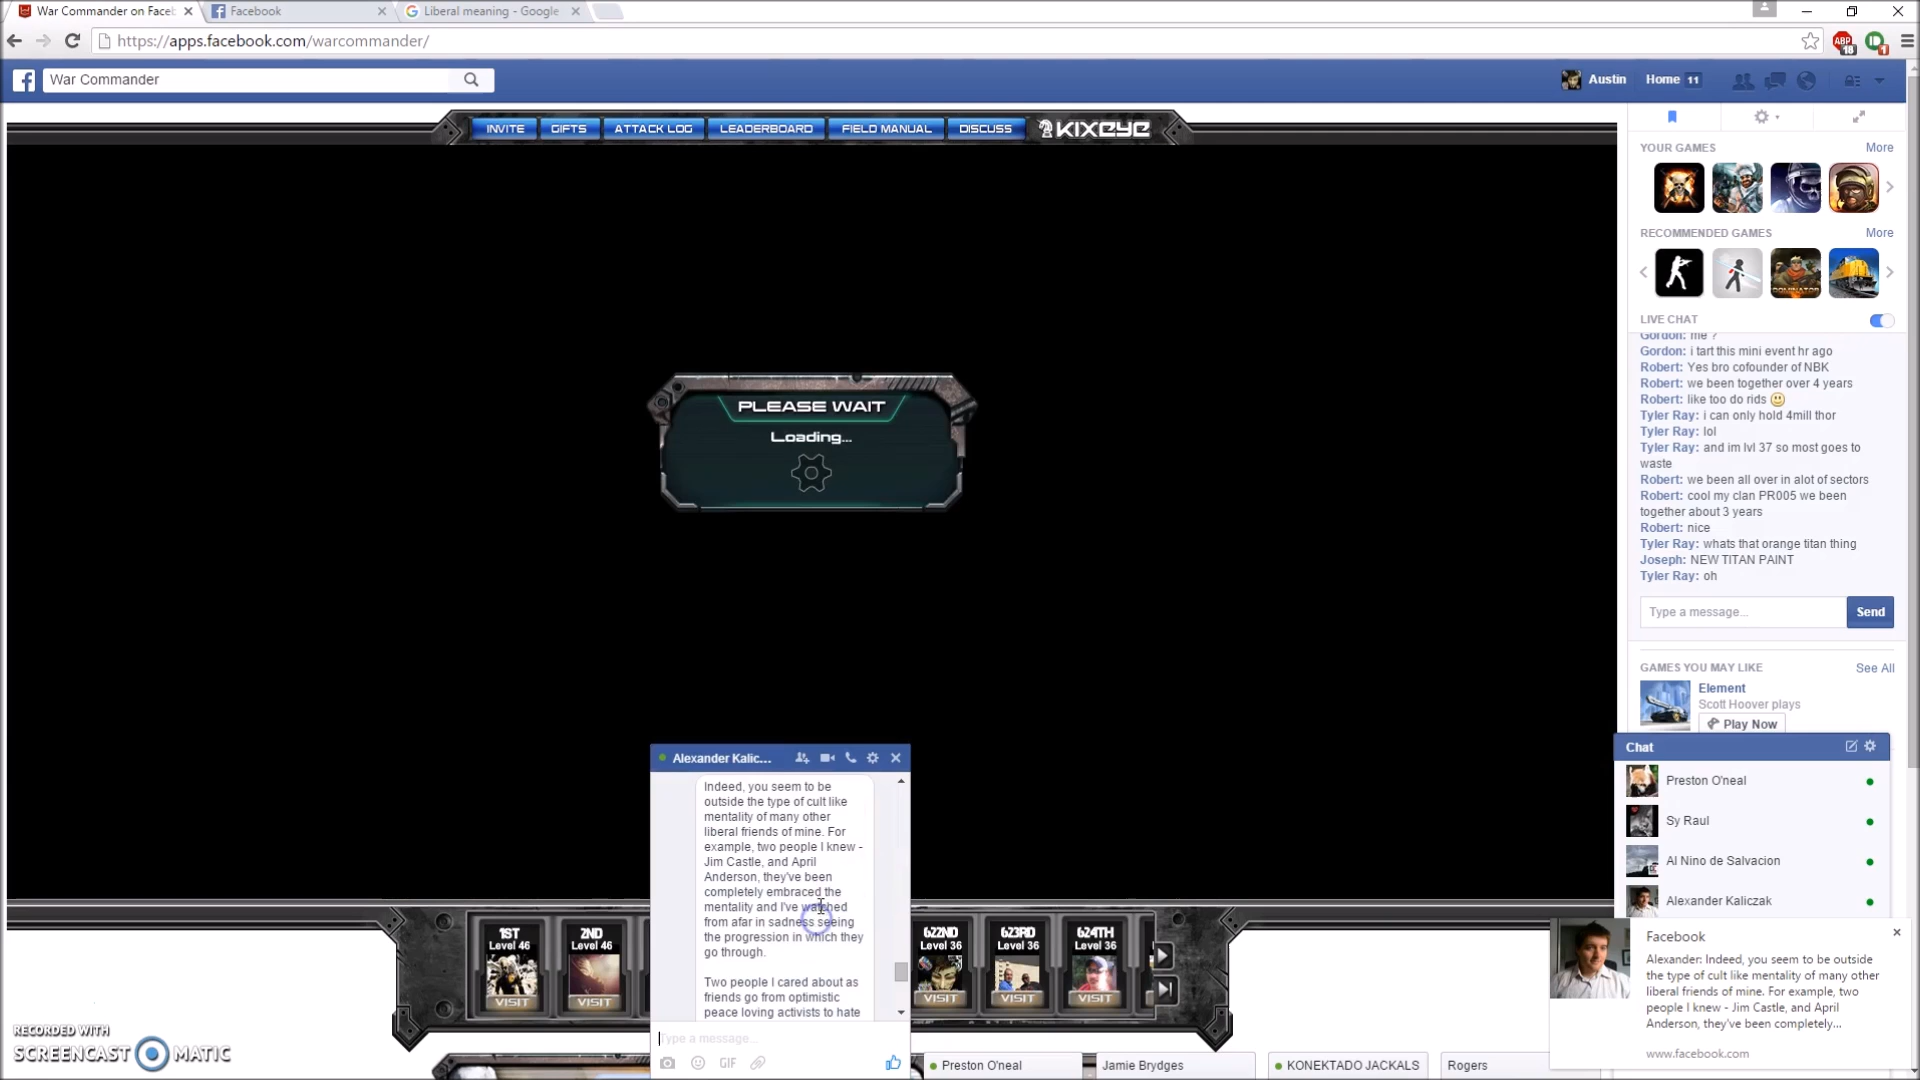 War Commander on Faceb
Facebook
Liberal meaning - Google
https://apps.facebook.com/warcommander/
ABP
18
1
War Commander
Austin
Home 11
INVITE
GIFTS
ATTACK LOG
LEADERBOARD
FIELD MANUAL
DISCUSS
KIXEYE
YOUR GAMES
More
RECOMMENDED GAMES
More
DOMINATOR
LIVE CHAT
Gordon: me ?
Gordon: i tart this mini event hr ago
Robert: Yes bro cofounder of NBK
Robert: we been together over 4 years
Robert: like too do rids
Tyler Ray: i can only hold 4mill thor
Tyler Ray: lol
Tyler Ray: and im lvl 37 so most goes to
waste
Robert: we been all over in alot of sectors
Robert: cool my clan PR005 we been
together about 3 years
Robert: nice
Tyler Ray: whats that orange titan thing
Joseph: NEW TITAN PAINT
Tyler Ray: oh
Type a message...
Send
GAMES YOU MAY LIKE
See All
Element
Scott Hoover plays
Play Now
PLEASE WAIT
Loading...
Alexander Kalic...
Indeed, you seem to be
outside the type of cult like
mentality of many other
liberal friends of mine. For
example, two people I knew -
Jim Castle, and April
Anderson, they've been
completely embraced the
mentality and I've watched
from afar in sadness seeing
the progression in which they
go through.
Two people I cared about as
friends go from optimistic
peace loving activists to hate
Type a message...
GIF
1ST
Level 46
VISIT
2ND
Level 46
VISIT
622ND
Level 36
VISIT
623RD
Level 36
VISIT
624TH
Level 36
VISIT
Chat
Preston O'neal
Sy Raul
Al Nino de Salvacion
Alexander Kaliczak
Facebook
Alexander: Indeed, you seem to be outside
the type of cult like mentality of many other
liberal friends of mine. For example, two
people I knew - Jim Castle, and April
Anderson, they've been completely...
www.facebook.com
Preston O'neal
Jamie Brydges
KONEKTADO JACKALS
Rogers
RECORDED WITH
SCREENCAST MATIC